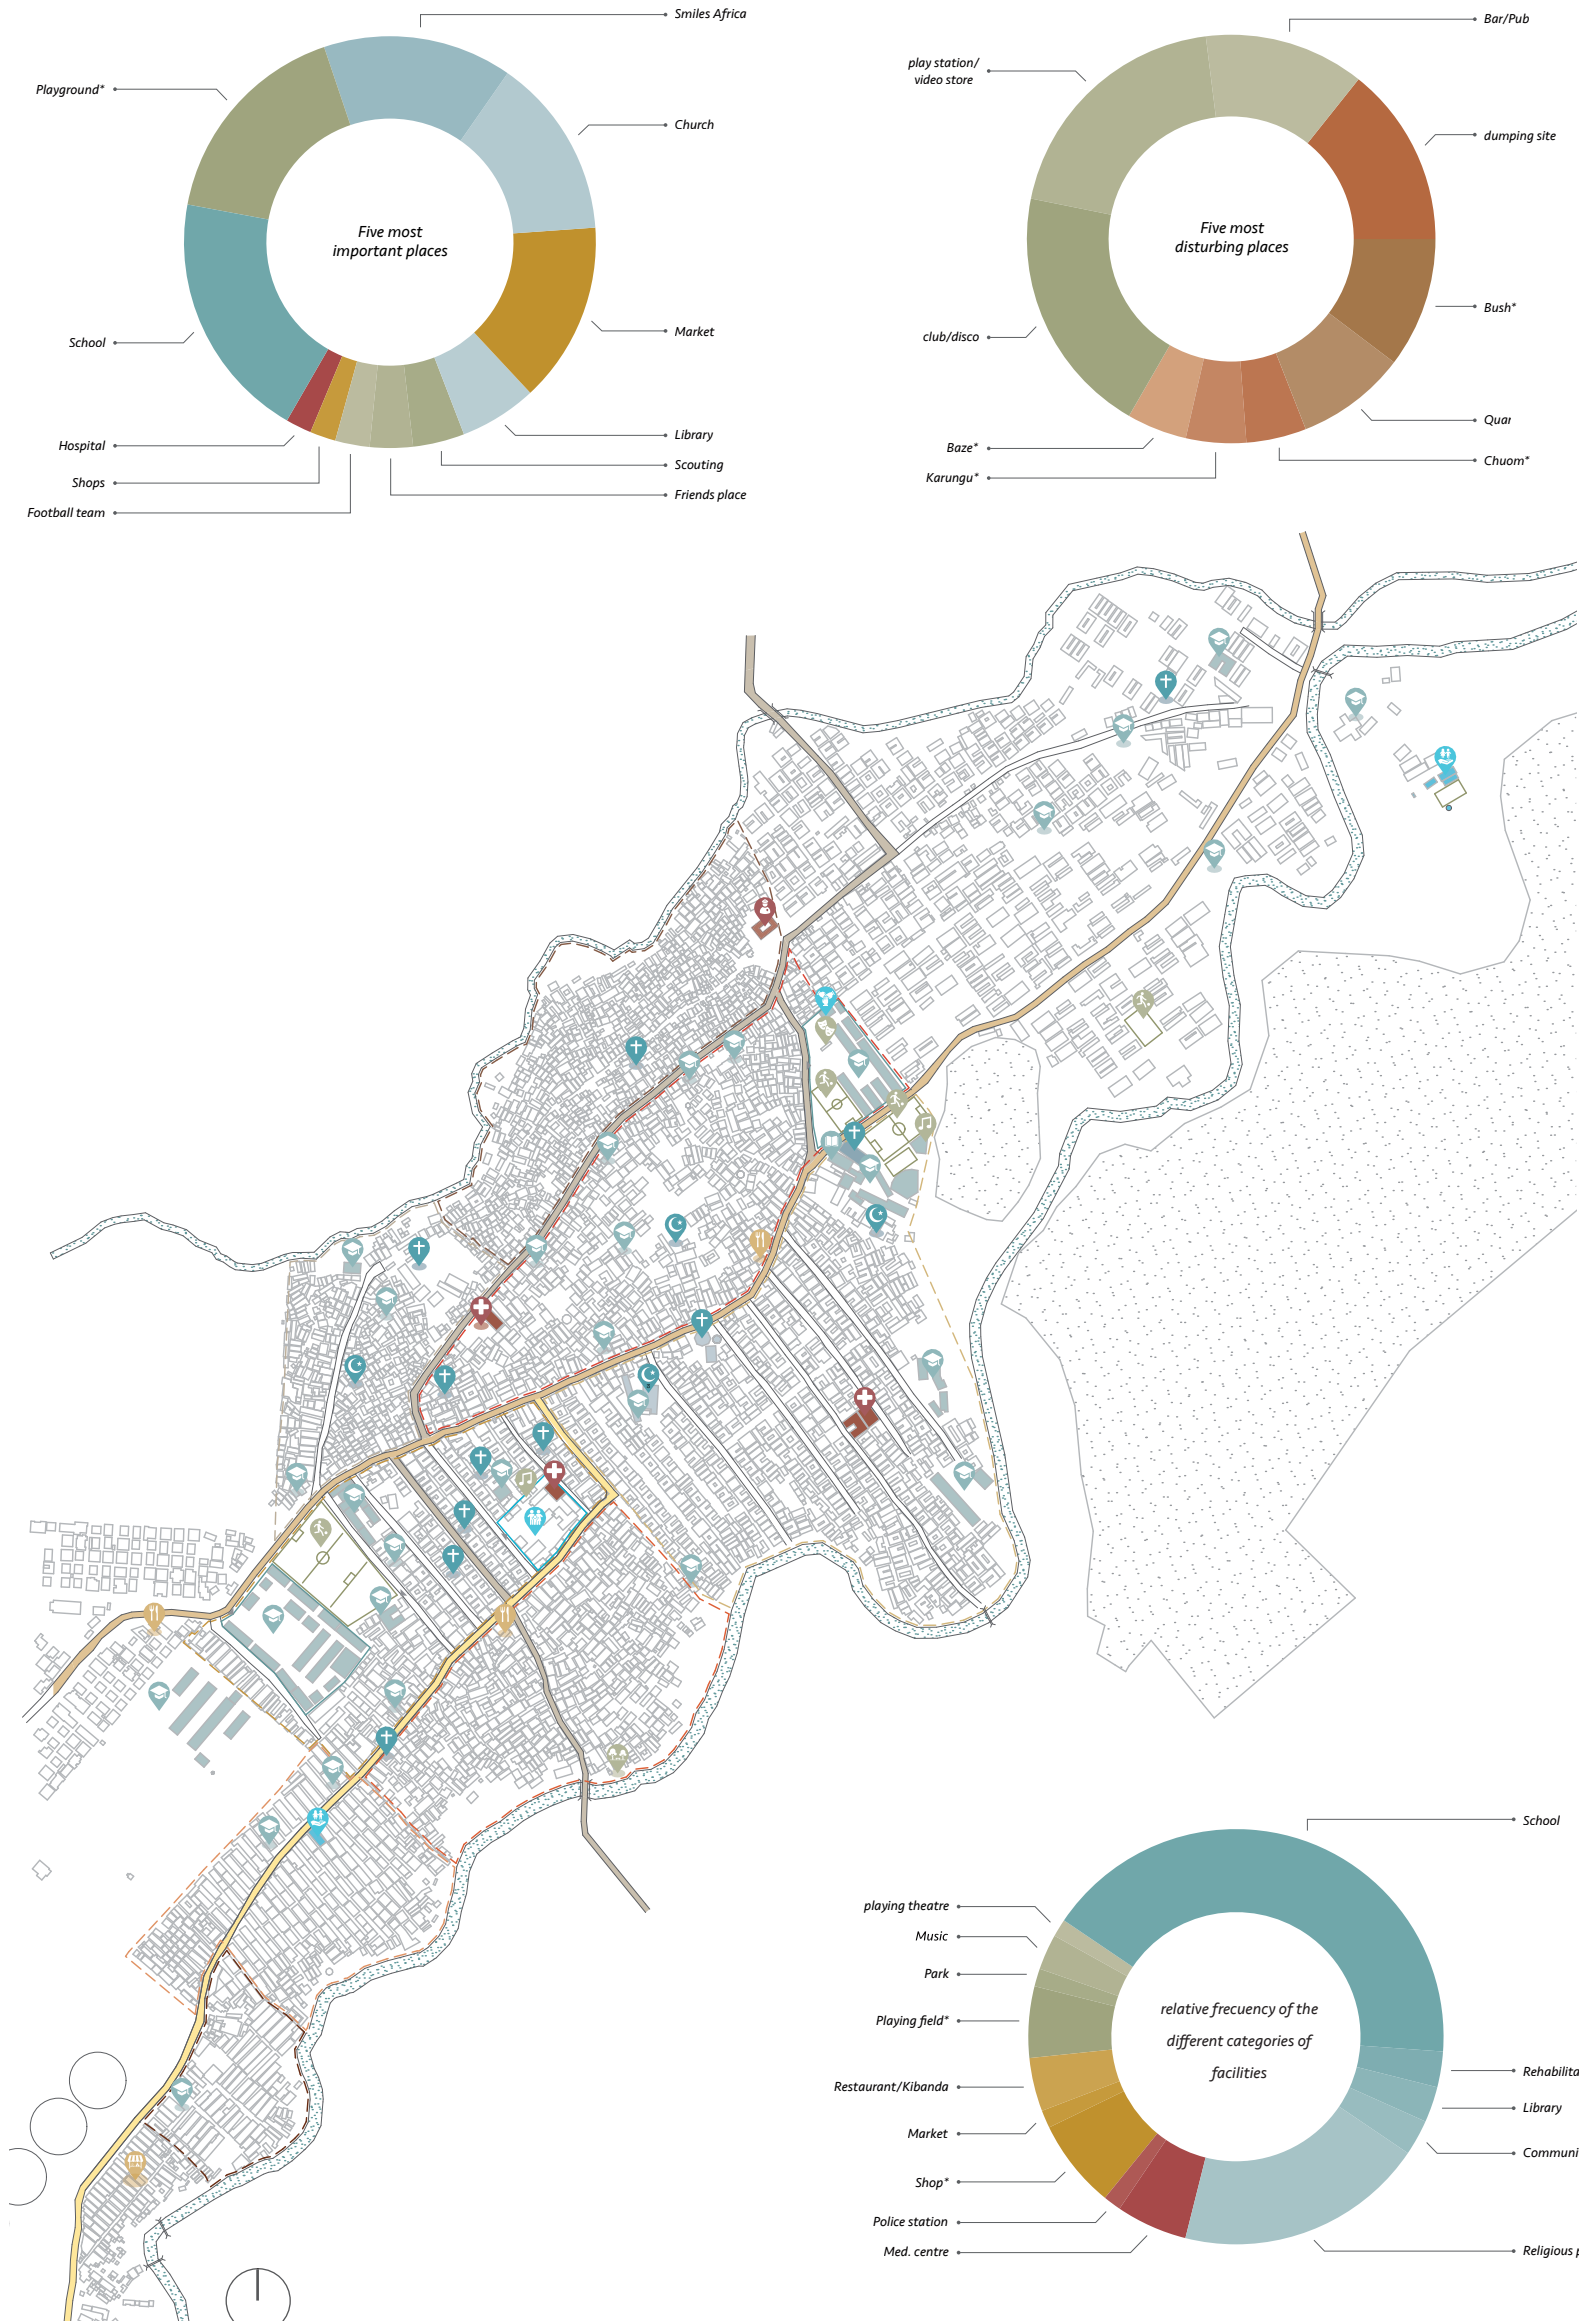 Smiles Africa
Playground*
Church
Five most
important places
School
Market
Library
Hospital
Scouting
Shops
Friends place
Football team
Bar/Pub
play station/
video store
dumping site
Five most
disturbing places
Bush*
club/disco
Baze*
Chuom*
Karungu*
School
playing theatre
Music
Park
Playing field*
relative frecuency of the
different categories of
facilities
Restaurant/Kibanda
Library
Market
Shop*
Police station
Med. centre
Religious